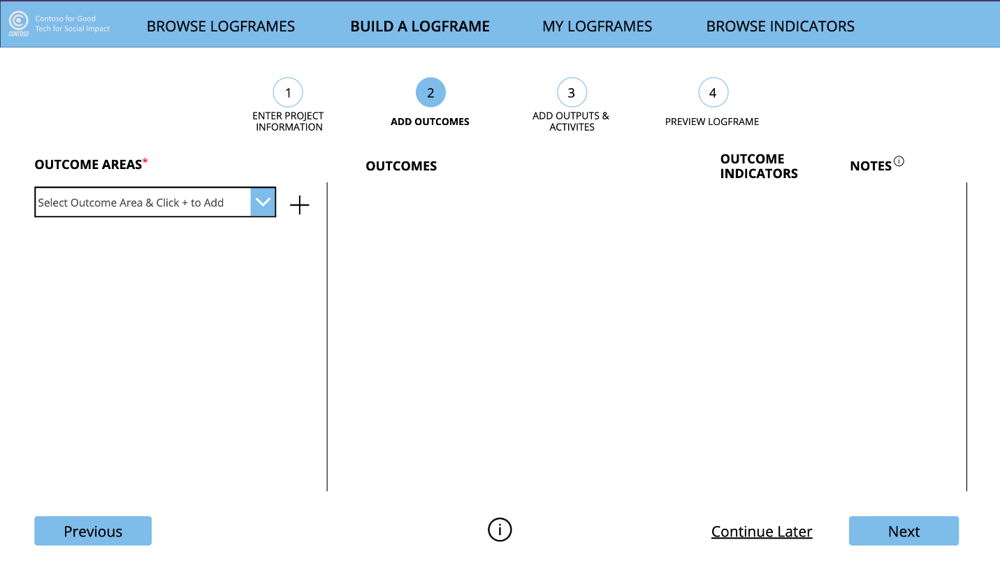 Contoso for Good
Tech for Social Impact
CONTOSO
BROWSE LOGFRAMES
BUILD A LOGFRAME
MY LOGFRAMES
BROWSE INDICATORS
1
ENTER PROJECT
INFORMATION
2
ADD OUTCOMES
3
ADD OUTPUTS &
ACTIVITES
4
PREVIEW LOGFRAME
OUTCOME AREAS*
OUTCOMES
OUTCOME
INDICATORS
NOTES i
Select Outcome Area & Click + to Add
Previous
i
Continue Later
Next